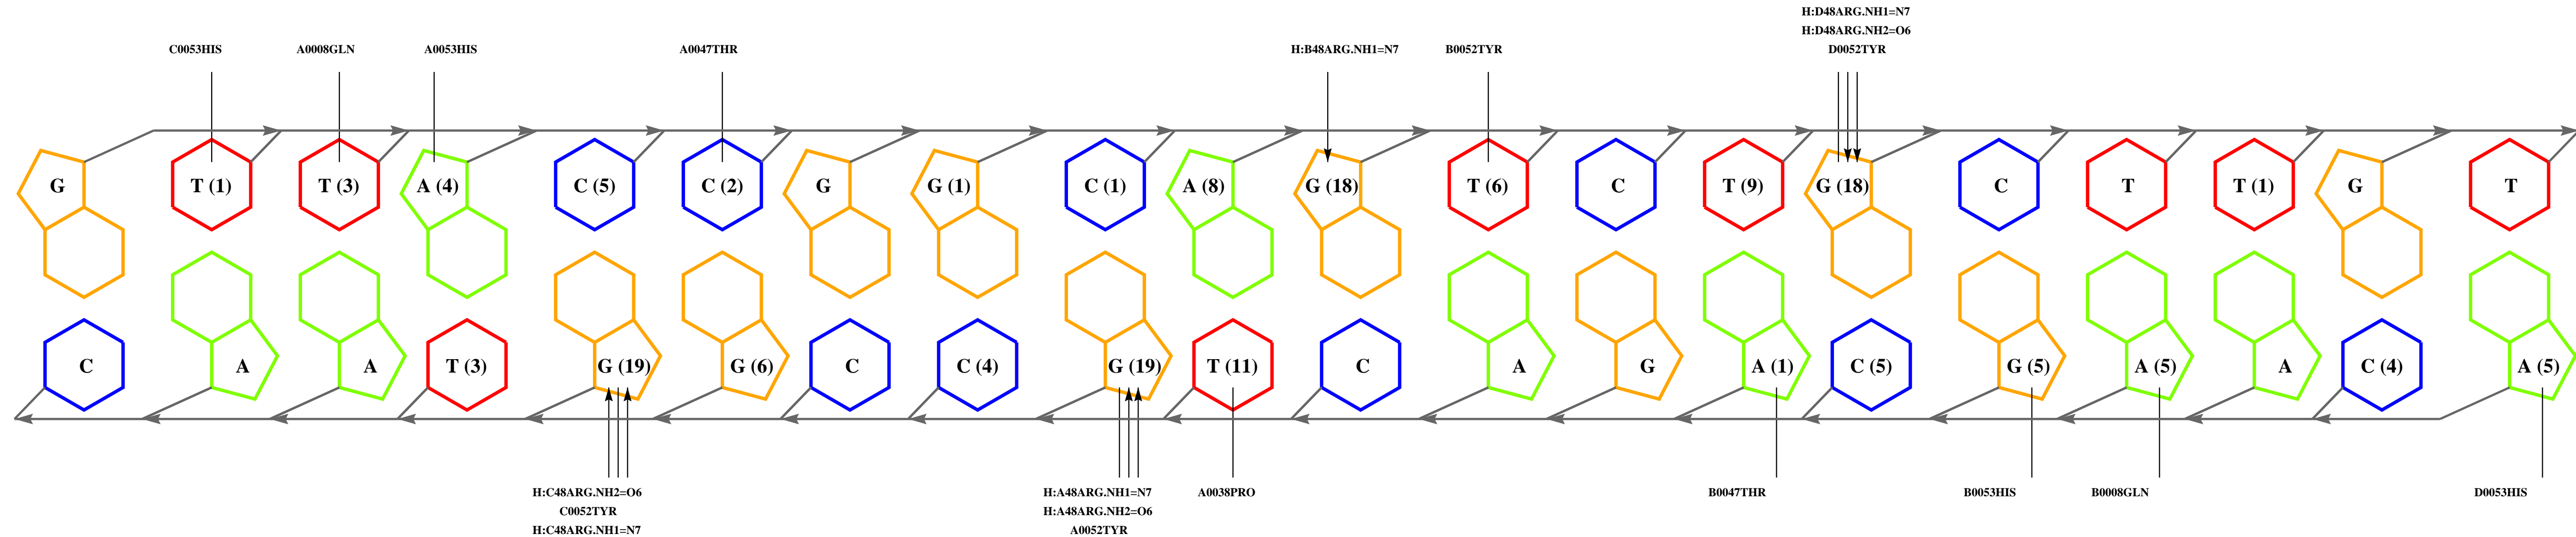 H:D48ARG.NH1=N7
H:D48ARG.NH2=O6
C0053HIS A0008GLN A0053HIS A0047THR H:B48ARG.NH1=N7 B0052TYR D0052TYR
G T (1) T (3) A (4) C (5) C (2) G G (1) C (1) A (8) G (18) T (6) C T (9) G (18) C T T (1) G T
C A A T (3) G (19) G (6) C C (4) G (19) T (11) C A G A (1) C (5) G (5) A (5) A C (4) A (5)
H:C48ARG.NH2=O6 H:A48ARG.NH1=N7 A0038PRO B0047THR B0053HIS B0008GLN D0053HIS
C0052TYR H:A48ARG.NH2=O6
H:C48ARG.NH1=N7 A0052TYR